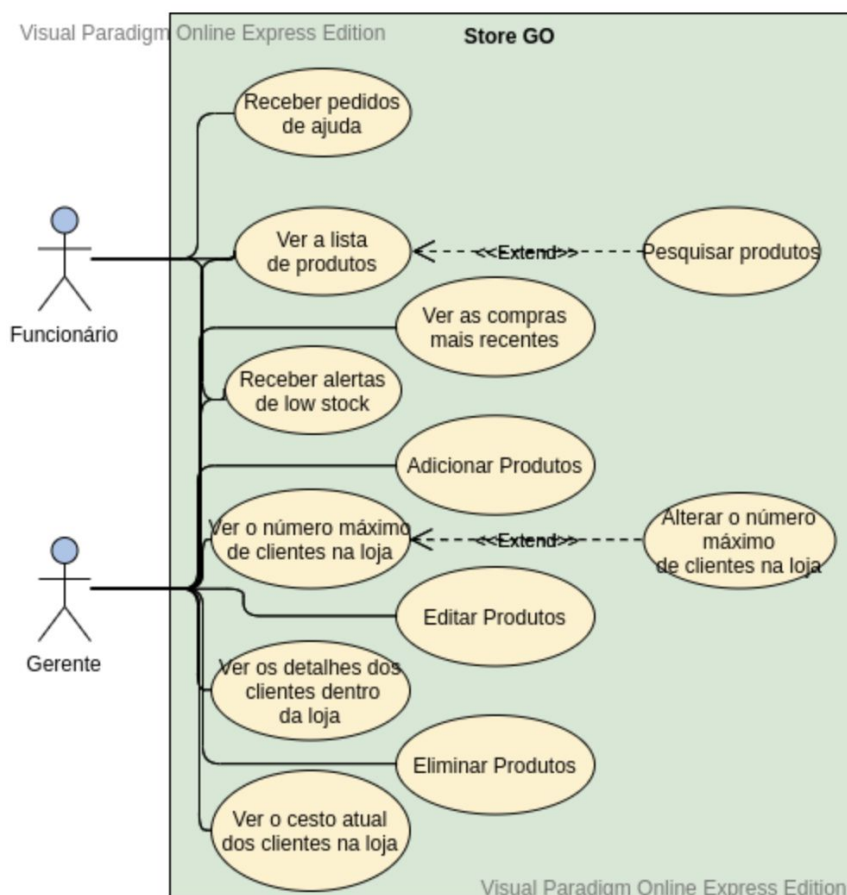 Visual Paradigm Online Express Edition
Store GO
Receber pedidos
de ajuda
Ver a lista
de produtos
<<Extend>>
Pesquisar produtos
Funcionário
Ver as compras
mais recentes
Receber alertas
de low stock
Adicionar Produtos
Ver o número máximo
de clientes na loja
<<Extend>>
Alterar o número
máximo
de clientes na loja
Gerente
Editar Produtos
Ver os detalhes dos
clientes dentro
da loja
Eliminar Produtos
Ver o cesto atual
dos clientes na loja
Visual Paradigm Online Express Edition